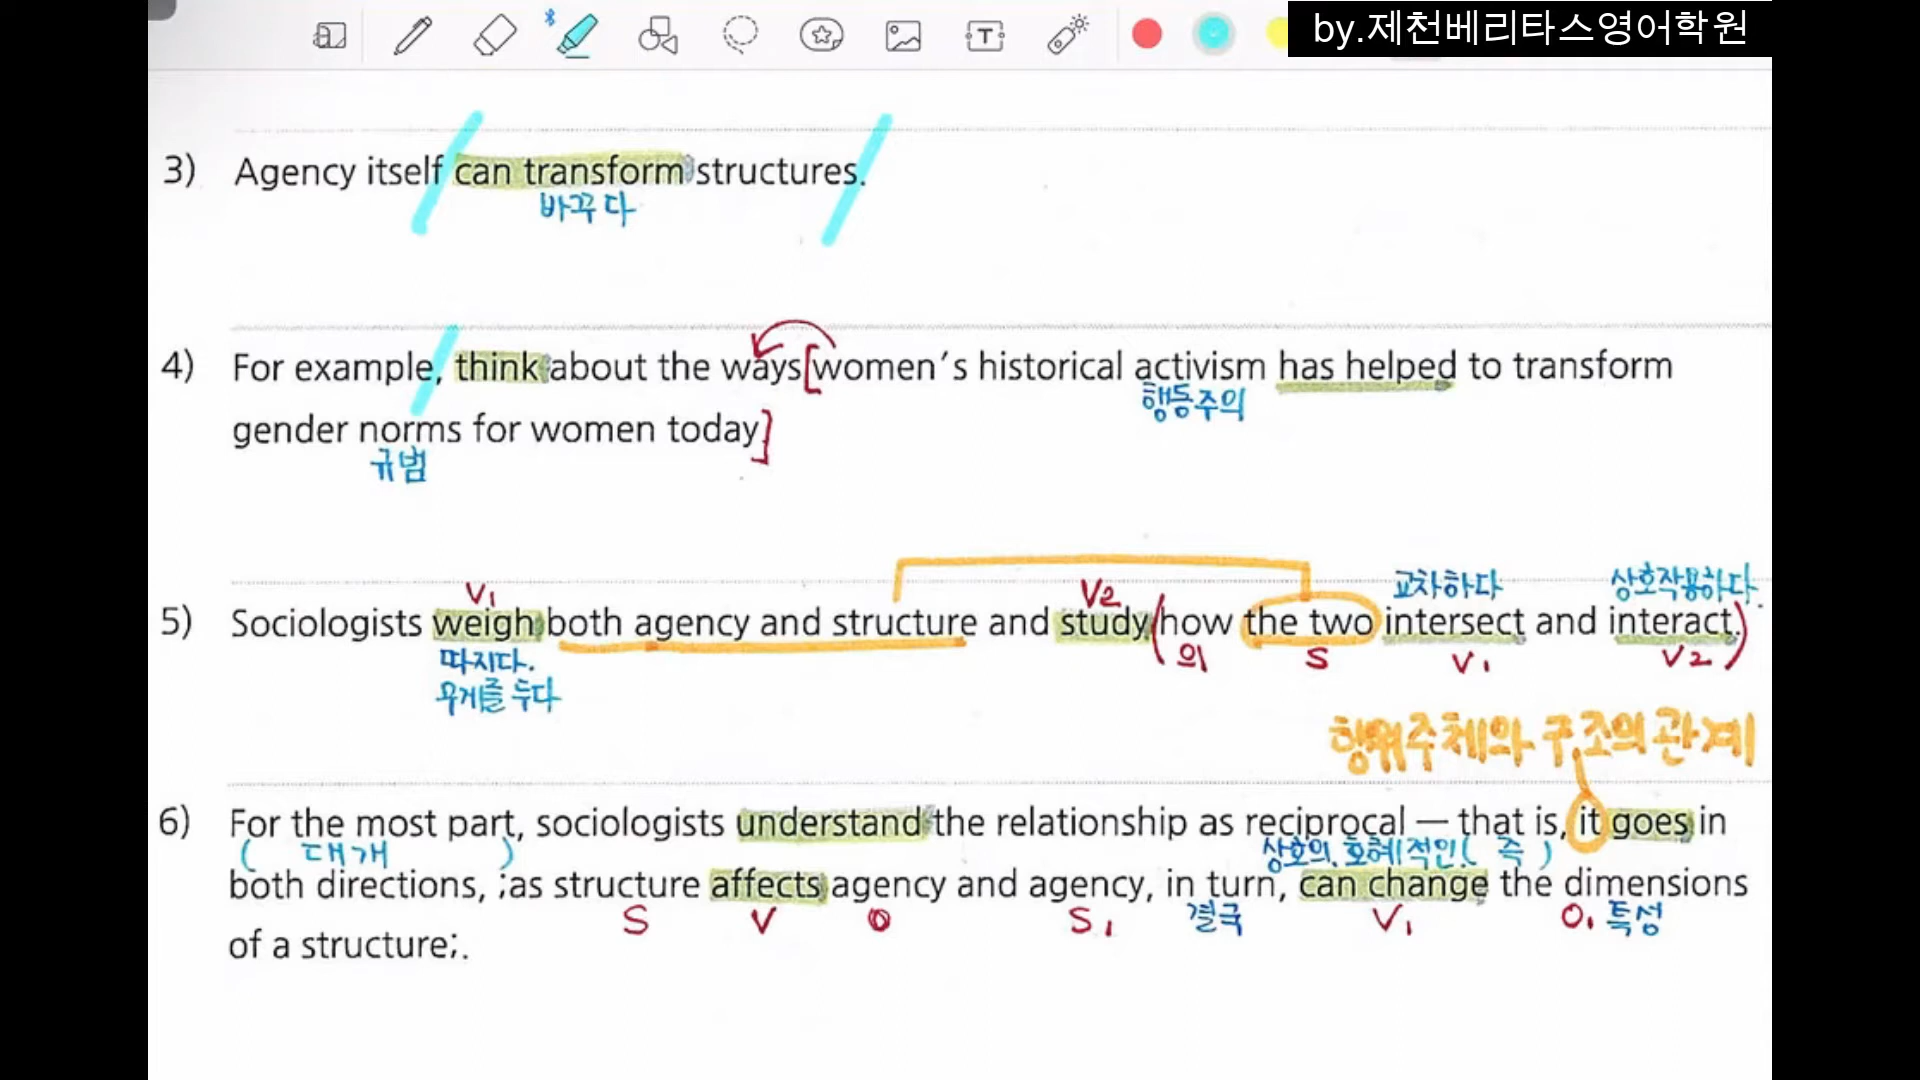 by.제천베리타스영어학원
3) Agency itself can transform structures.
바꾸다
4) For example, think about the ways [women's historical activism has helped to transform
행동주의
gender norms for women today]
규범
V1 V2 교차하다 상호작용하다.
5) Sociologists weigh both agency and structure and study (how the two intersect and interact.)
따지다. 의 S V1 V2
무게를 두다
행위주체와 구조의 관계
6) For the most part, sociologists understand the relationship as reciprocal — that is, it goes in
( 대개 ) 상호의, 호혜적인 ( 즉 )
both directions, ;as structure affects agency and agency, in turn, can change the dimensions
S V O S1 결국 V1 O1 특성
of a structure;.